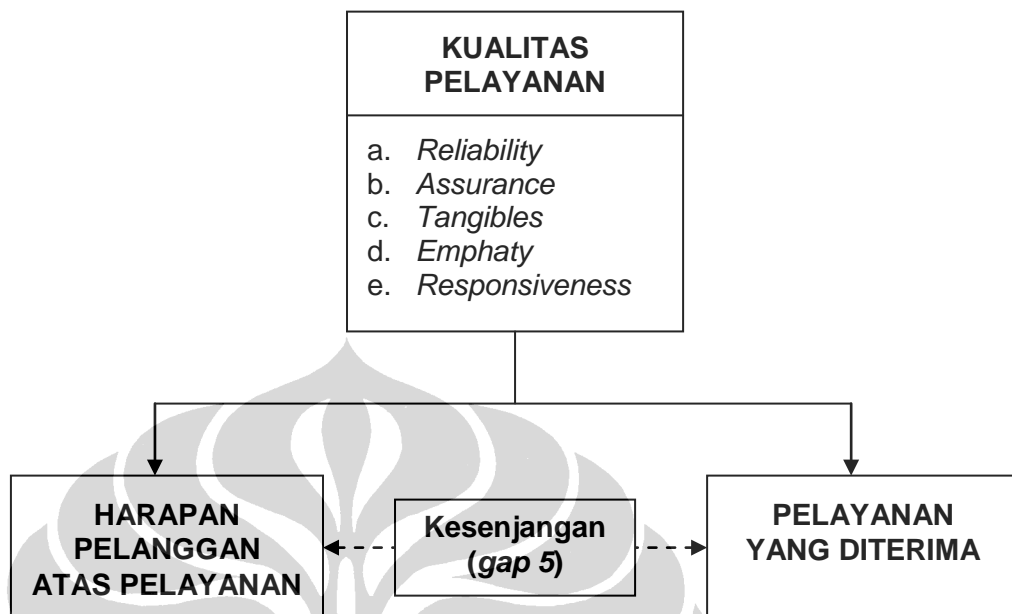 KUALITAS
PELAYANAN
a. Reliability
b. Assurance
c. Tangibles
d. Emphaty
e. Responsiveness
HARAPAN
PELANGGAN
ATAS PELAYANAN
Kesenjangan
(gap 5)
PELAYANAN
YANG DITERIMA